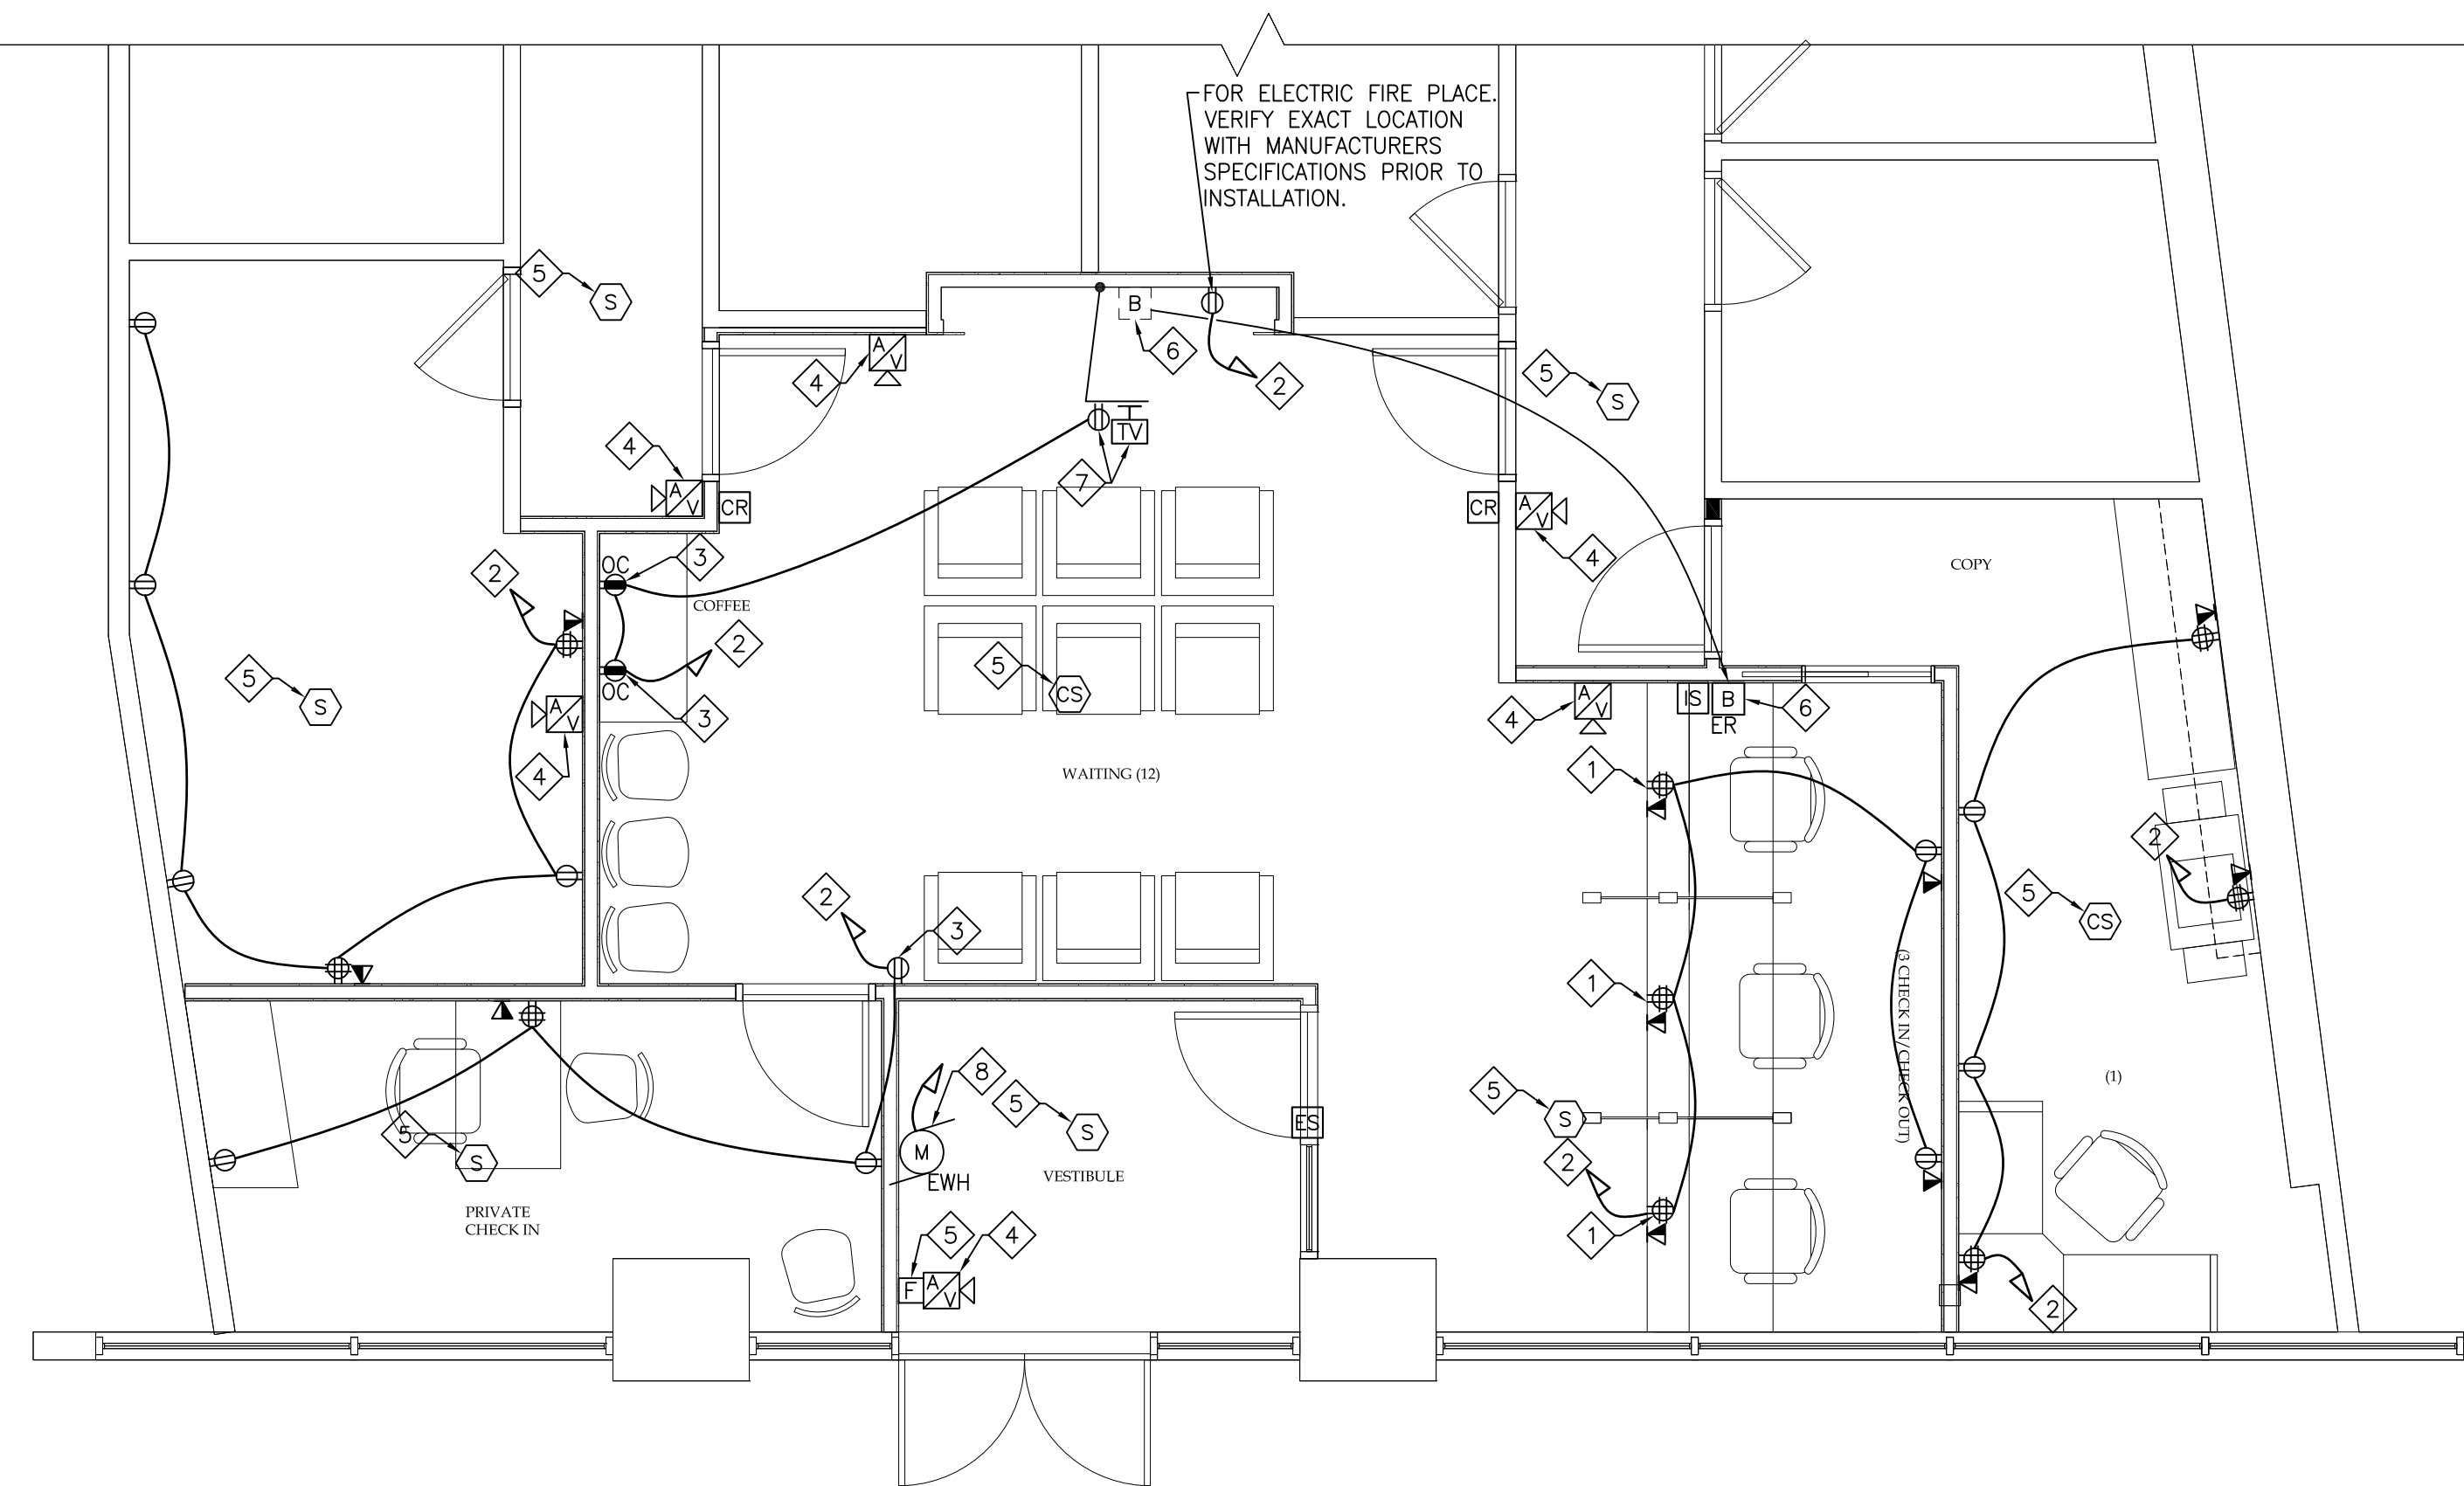 FOR ELECTRIC FIRE PLACE.
VERIFY EXACT LOCATION
WITH MANUFACTURERS
SPECIFICATIONS PRIOR TO
INSTALLATION.
5
S
B
6
2
A
V
4
5
S
4
A
V
CR
TV
7
CR
A
V
4
OC
3
COFFEE
2
2
OC
3
COPY
5
S
A
V
4
5
CS
WAITING (12)
4
A
V
IS
B
ER
6
1
2
5
CS
2
3
1
(3 CHECK IN/CHECK OUT)
(1)
8
5
S
M
EWH
VESTIBULE
ES
5
S
2
1
5
S
PRIVATE
CHECK IN
5
4
F
A
V
2